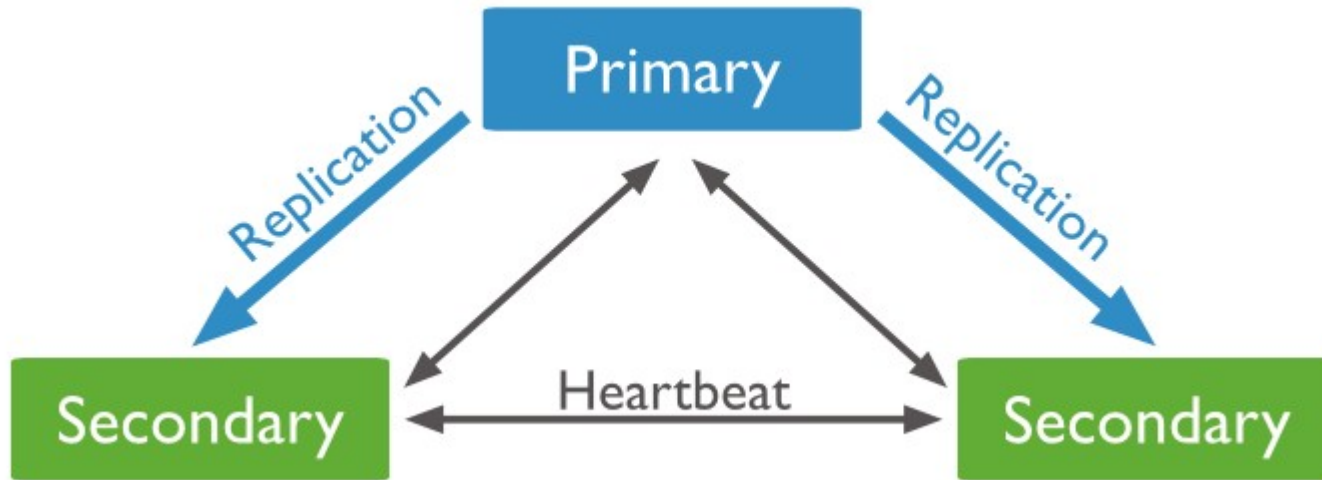 Primary
Replication
Replication
Heartbeat
Secondary
Secondary